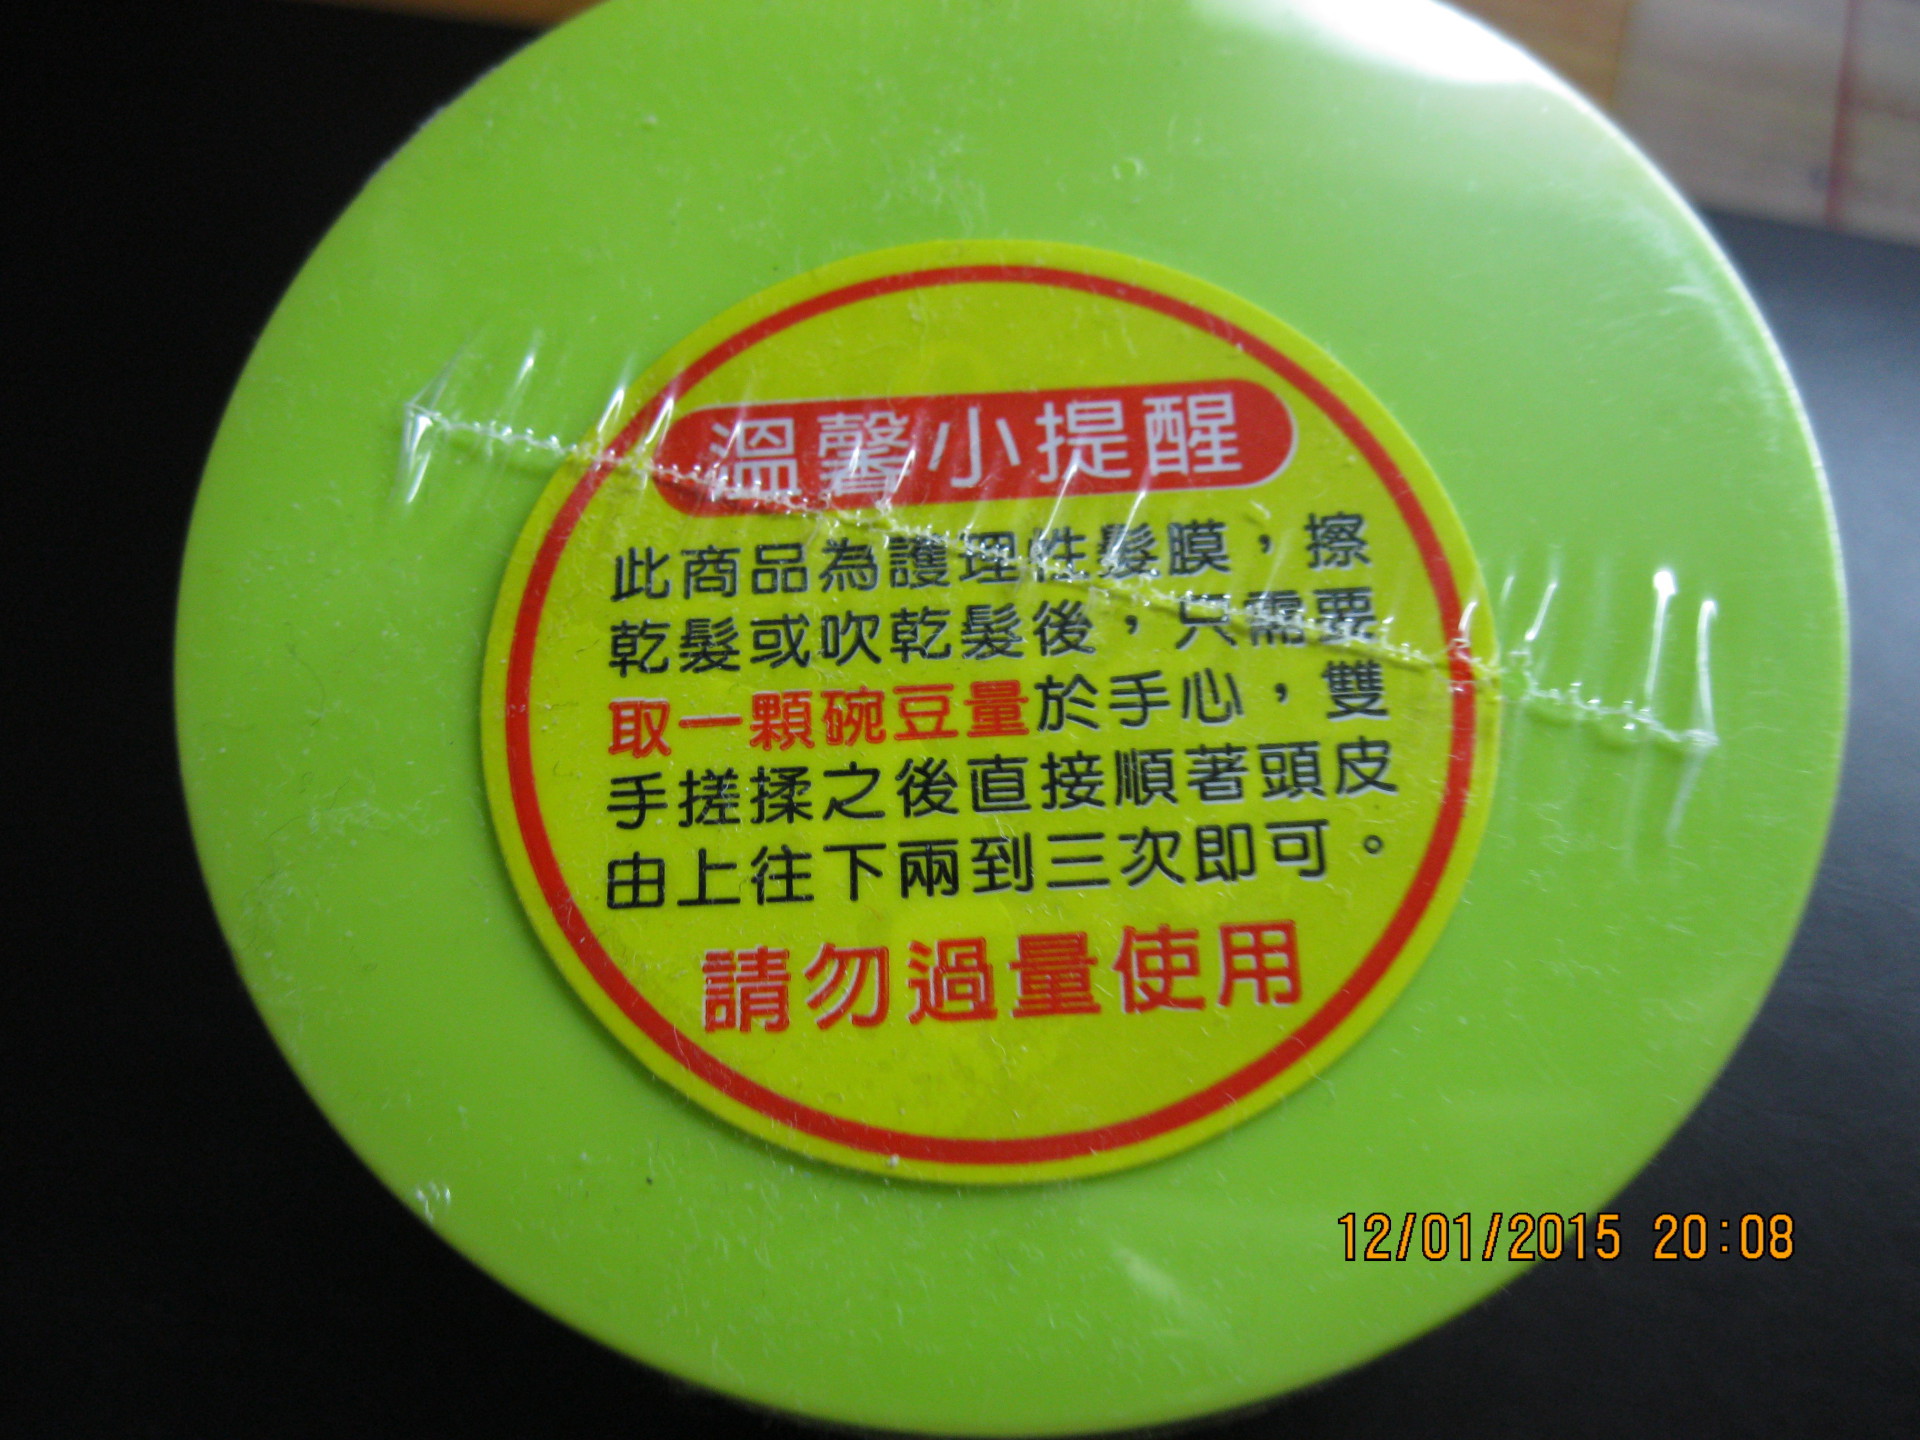 溫馨小提醒
此商品為護理性髮膜，擦
乾髮或吹乾髮後，只需要
取一顆碗豆量於手心，雙
手搓揉之後直接順著頭皮
由上往下兩到三次即可。
請勿過量使用
12/01/2015 20:08